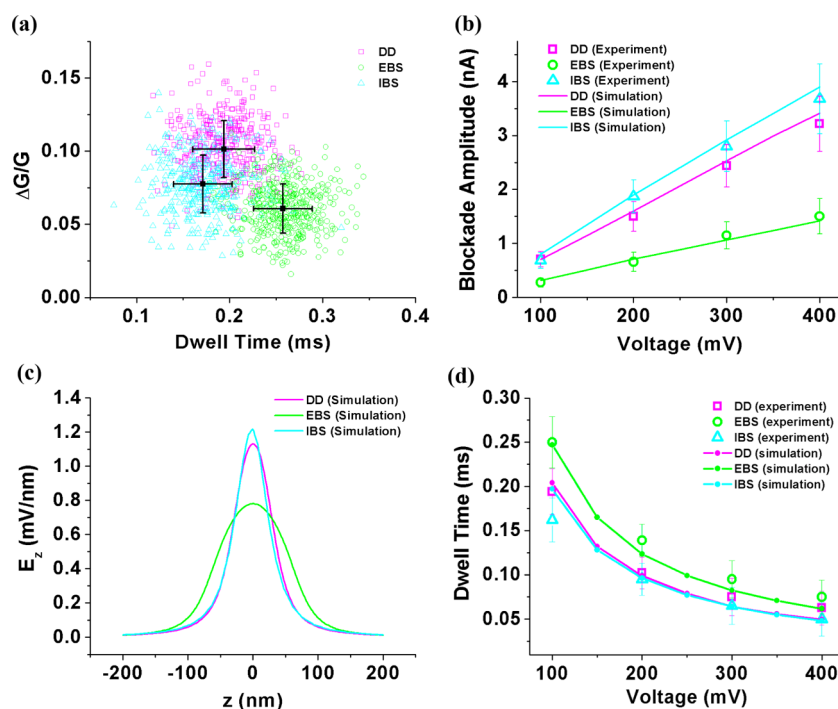 (a)
DD
EBS
IBS
0.15
0.10
0.05
0.00
ΔG/G
0.1 0.2 0.3 0.4
Dwell Time (ms)
(b)
DD (Experiment)
EBS (Experiment)
IBS (Experiment)
DD (Simulation)
EBS (Simulation)
IBS (Simulation)
4
3
2
1
0
Blockade Amplitude (nA)
100 200 300 400
Voltage (mV)
(c)
DD (Simulation)
EBS (Simulation)
IBS (Simulation)
1.4
1.2
1.0
0.8
0.6
0.4
0.2
0.0
E_z (mV/nm)
-200 -100 0 100 200
z (nm)
(d)
DD (experiment)
EBS (experiment)
IBS (experiment)
DD (simulation)
EBS (simulation)
IBS (simulation)
0.30
0.25
0.20
0.15
0.10
0.05
Dwell Time (ms)
100 200 300 400
Voltage (mV)